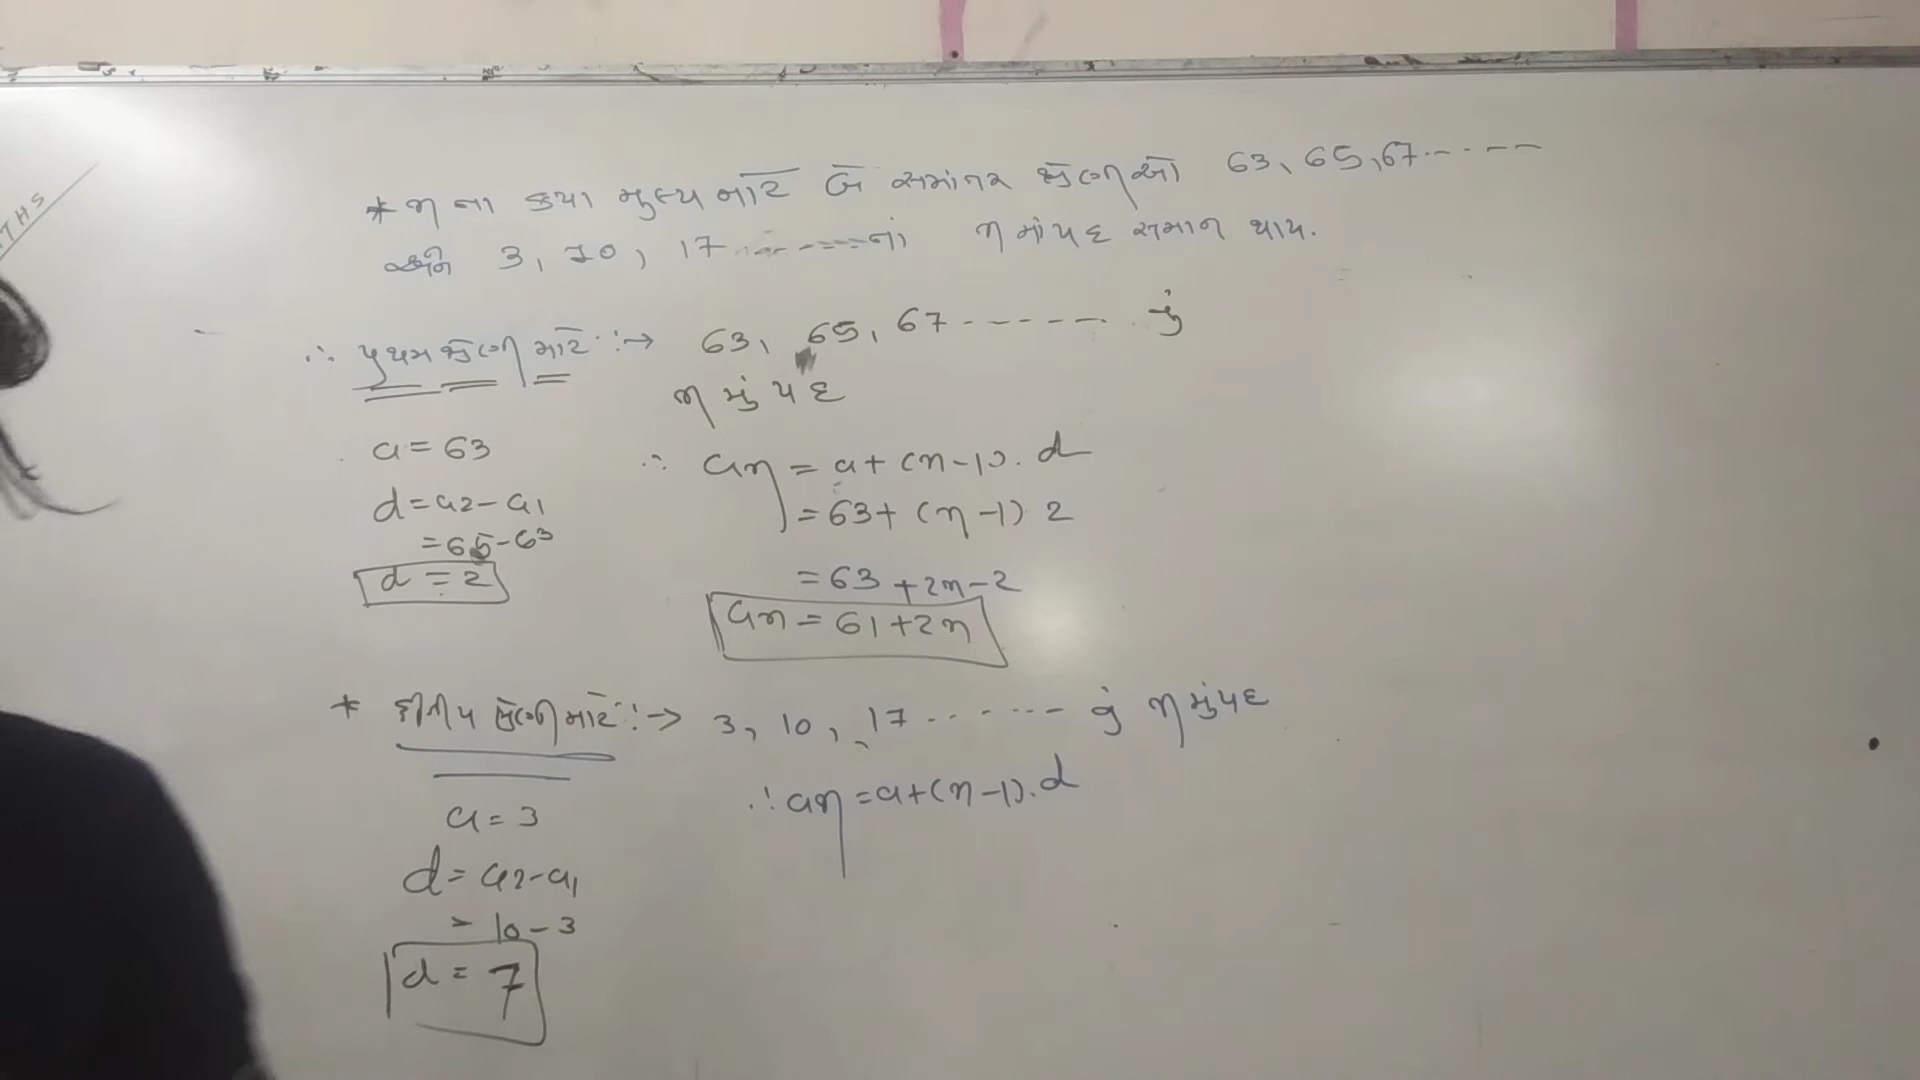 THS
* n ના કયા મુલ્ય માટે બે સમાંતર શ્રેણીઓ 63, 65, 67 ........
અને 3, 10, 17 ........નાં n માં પદ સમાન થાય.
∴ પ્રથમ શ્રેણી માટે :→ 63, 65, 67 ........ નું
n મું પદ
a = 63
d = a2 - a1
= 65 - 63
d = 2
∴ an = a + (n-1). d
= 63 + (n-1) 2
= 63 + 2n - 2
an = 61 + 2n
* દ્વીતીય શ્રેણી માટે :→ 3, 10, 17 ........ નું n મું પદ
a = 3
d = a2 - a1
= 10 - 3
d = 7
∴ an = a + (n-1). d